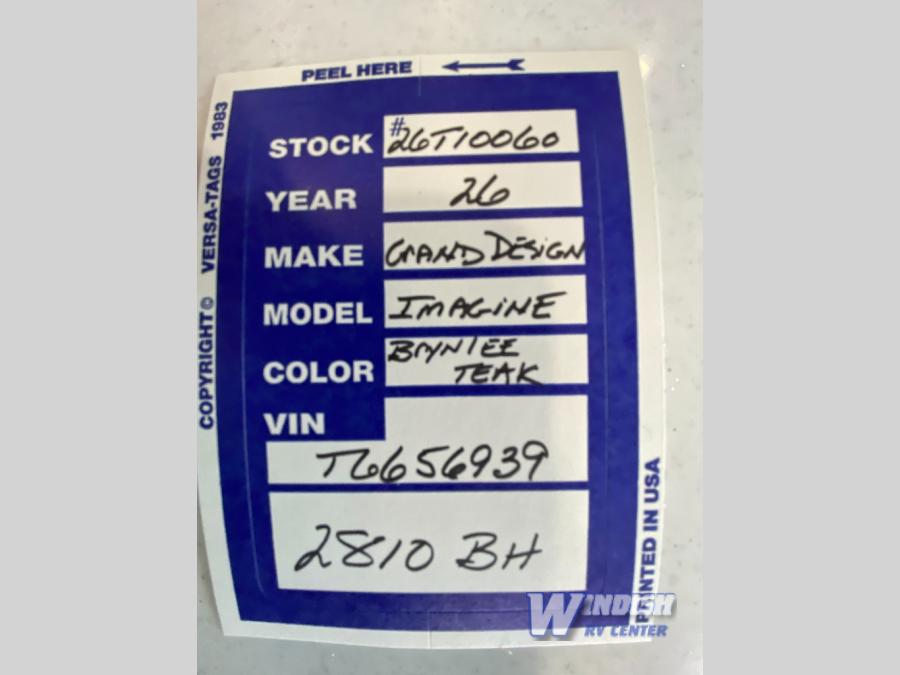 PEEL HERE
COPYRIGHT © VERSA-TAGS 1983
STOCK #26T10060
YEAR 26
MAKE GRAND DESIGN
MODEL IMAGINE
COLOR
TEAK
VIN
T6656939
2810 BH
PRINTED IN USA
WINDISH
RV CENTER